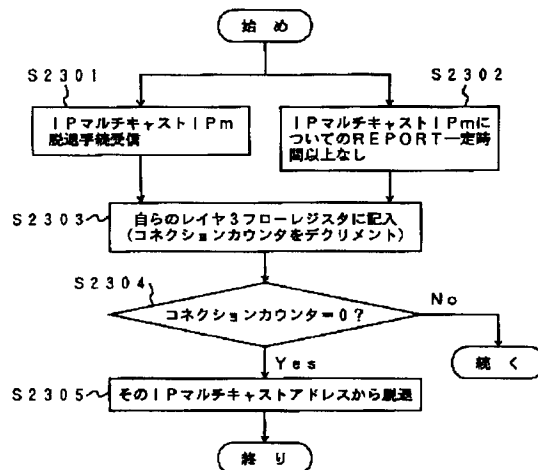 始め
S2301
S2302
IPマルチキャストIPm
脱退手続受信
IPマルチキャストIPmに
ついてのREPORT一定時
間以上なし
S2303
自らのレイヤ3フローレジスタに記入
(コネクションカウンタをデクリメント)
S2304
コネクションカウンター=0?
No
Yes
続く
S2305
そのIPマルチキャストアドレスから脱退
終り